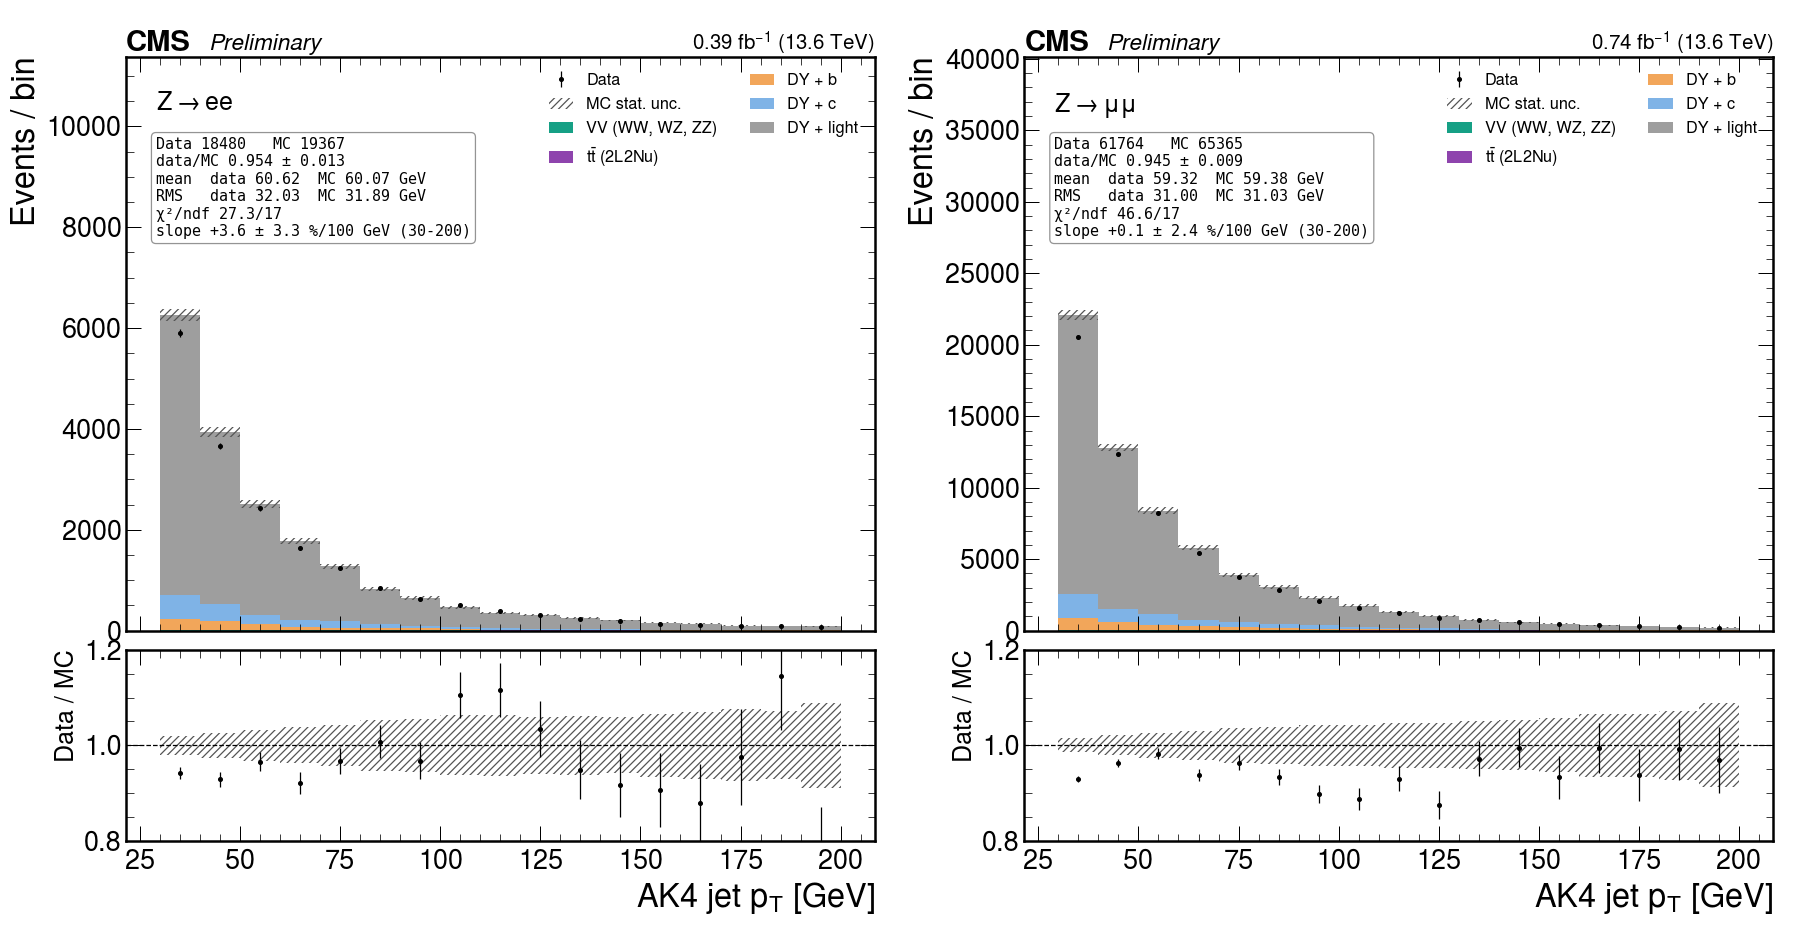 CMS Preliminary 0.39 fb⁻¹ (13.6 TeV)
Events / bin
10000
8000
6000
4000
2000
0
Z → ee
Data 18480   MC 19367
data/MC 0.954 ± 0.013
mean  data 60.62  MC 60.07 GeV
RMS   data 32.03  MC 31.89 GeV
χ²/ndf 27.3/17
slope +3.6 ± 3.3 %/100 GeV (30-200)
Data
MC stat. unc.
VV (WW, WZ, ZZ)
tt̄ (2L2Nu)
DY + b
DY + c
DY + light
Data / MC
1.2
1.0
0.8
25 50 75 100 125 150 175 200
AK4 jet p_T [GeV]
CMS Preliminary 0.74 fb⁻¹ (13.6 TeV)
Events / bin
40000
35000
30000
25000
20000
15000
10000
5000
0
Z → μμ
Data 61764   MC 65365
data/MC 0.945 ± 0.009
mean  data 59.32  MC 59.38 GeV
RMS   data 31.00  MC 31.03 GeV
χ²/ndf 46.6/17
slope +0.1 ± 2.4 %/100 GeV (30-200)
Data
MC stat. unc.
VV (WW, WZ, ZZ)
tt̄ (2L2Nu)
DY + b
DY + c
DY + light
Data / MC
1.2
1.0
0.8
25 50 75 100 125 150 175 200
AK4 jet p_T [GeV]